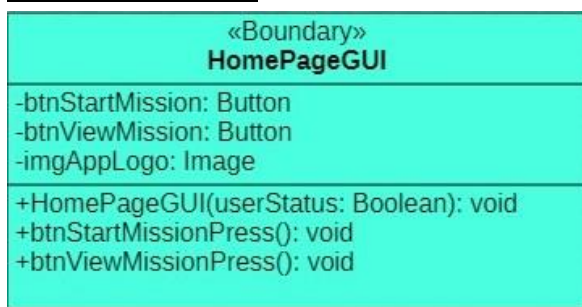 «Boundary»
HomePageGUI
-btnStartMission: Button
-btnViewMission: Button
-imgAppLogo: Image
+HomePageGUI(userStatus: Boolean): void
+btnStartMissionPress(): void
+btnViewMissionPress(): void